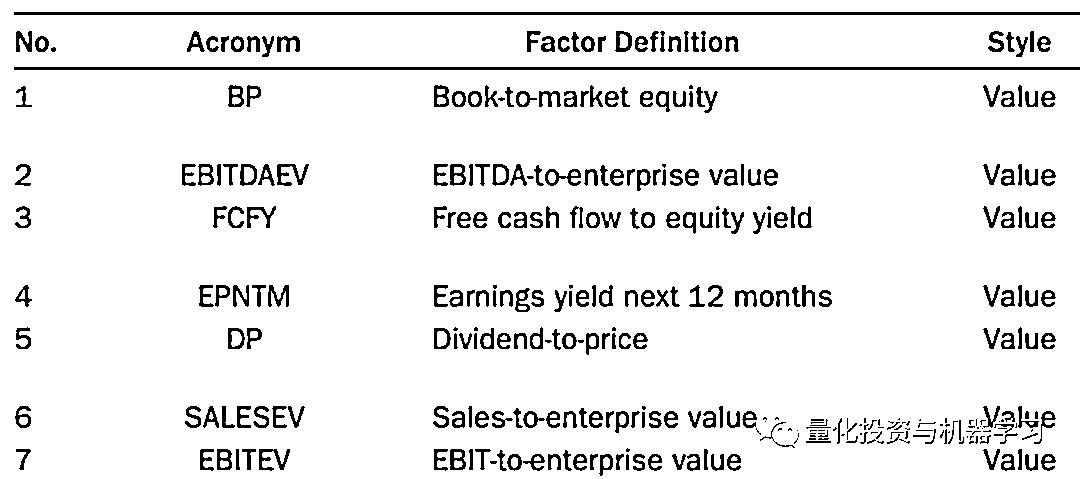 No. Acronym Factor Definition Style
1 BP Book-to-market equity Value
2 EBITDAEV EBITDA-to-enterprise value Value
3 FCFY Free cash flow to equity yield Value
4 EPNTM Earnings yield next 12 months Value
5 DP Dividend-to-price Value
6 SALESEV Sales-to-enterprise value Value
量化投资与机器学习
7 EBITEV EBIT-to-enterprise value Value